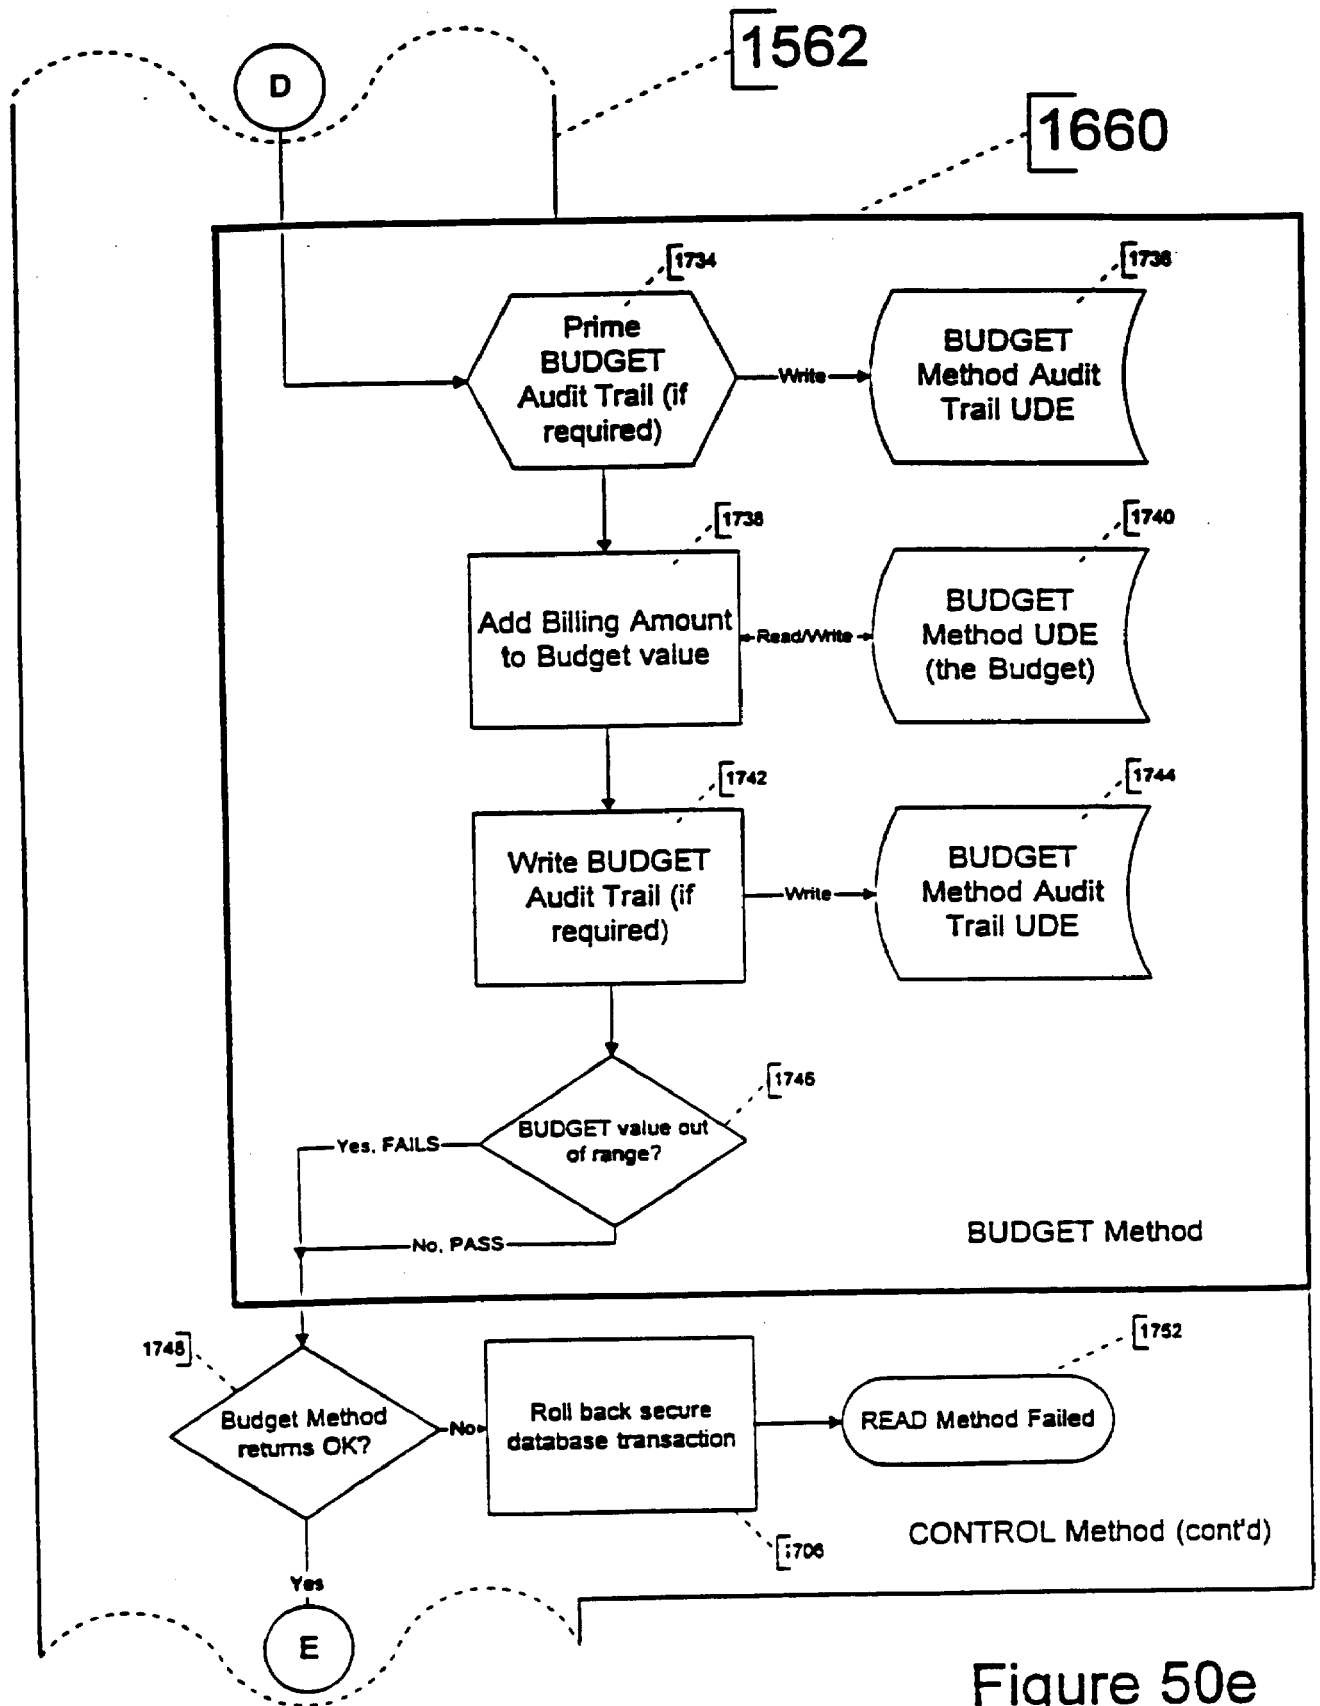 1562
D
1660
1734
1736
Prime
BUDGET
Audit Trail (if
required)
Write
BUDGET
Method Audit
Trail UDE
1738
1740
Add Billing Amount
to Budget value
Read/Write
BUDGET
Method UDE
(the Budget)
1742
1744
Write BUDGET
Audit Trail (if
required)
Write
BUDGET
Method Audit
Trail UDE
1746
BUDGET value out
of range?
Yes, FAILS
No, PASS
BUDGET Method
1748
1752
Budget Method
returns OK?
No
Roll back secure
database transaction
READ Method Failed
1706
CONTROL Method (cont'd)
Yes
E
Figure 50e